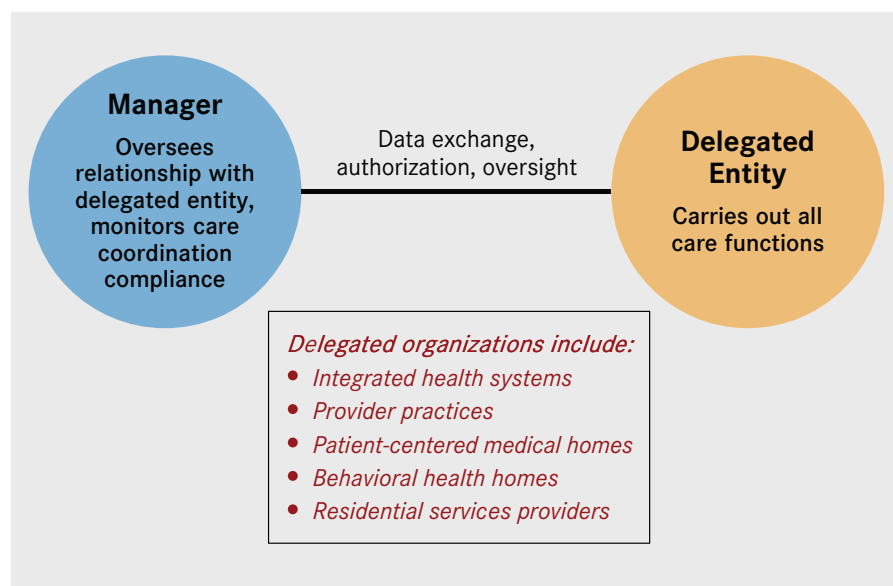 Manager
Oversees
relationship with
delegated entity,
monitors care
coordination
compliance
Data exchange,
authorization, oversight
Delegated
Entity
Carries out all
care functions
Delegated organizations include:
• Integrated health systems
• Provider practices
• Patient-centered medical homes
• Behavioral health homes
• Residential services providers